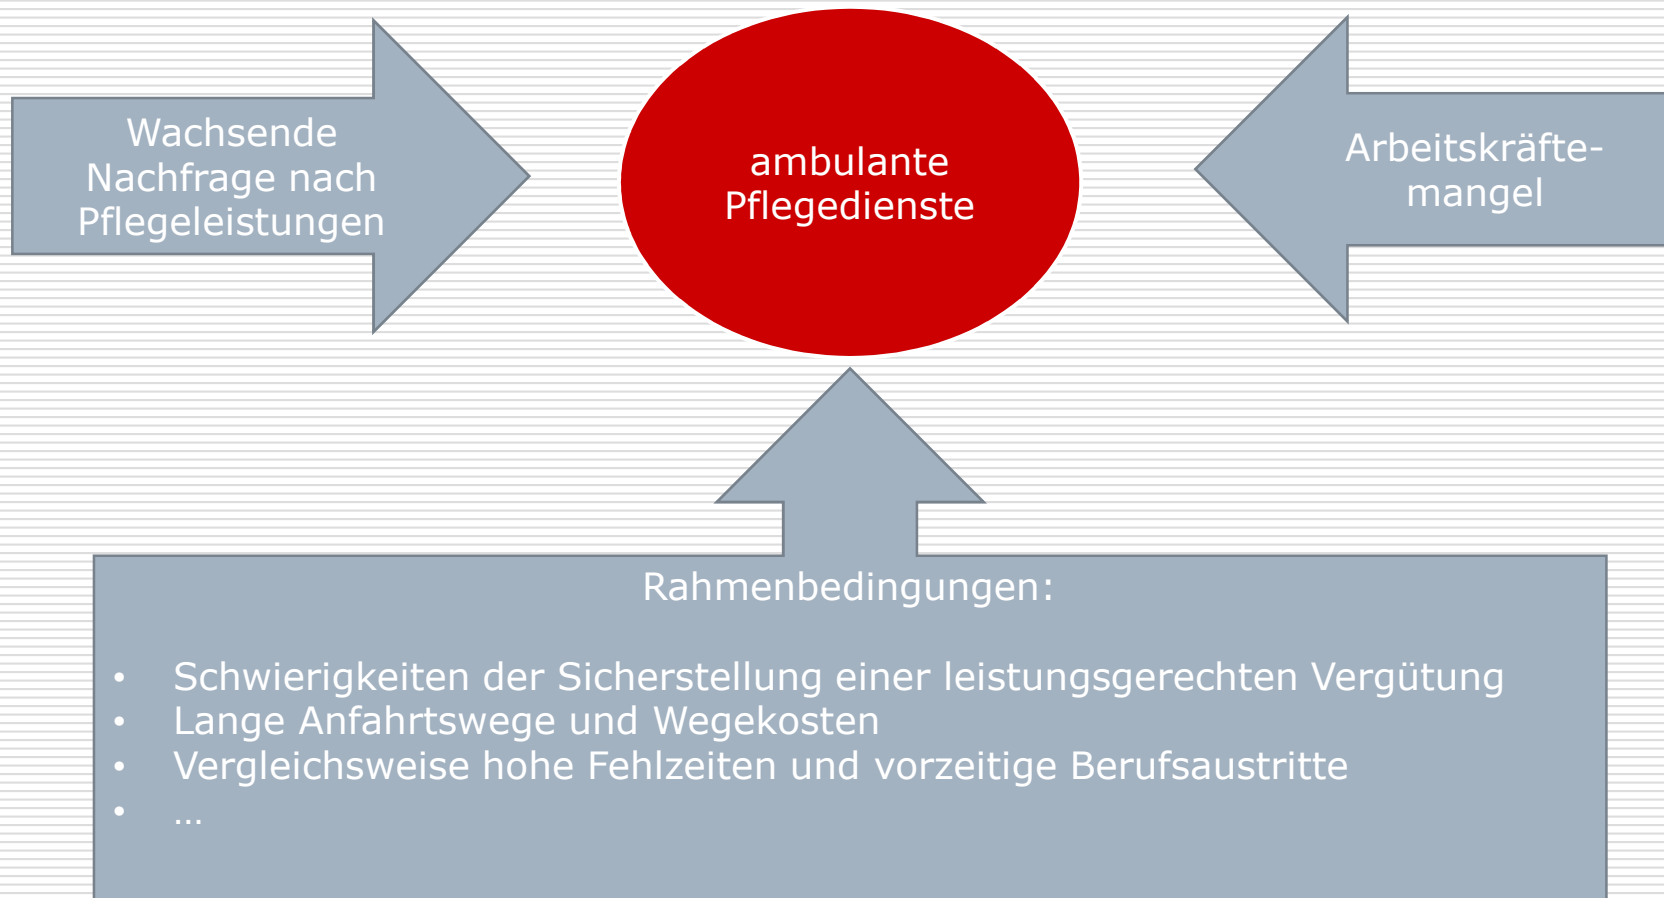 Wachsende
Nachfrage nach
Pflegeleistungen
ambulante
Pflegedienste
Arbeitskräfte-
mangel
Rahmenbedingungen:
• Schwierigkeiten der Sicherstellung einer leistungsgerechten Vergütung
• Lange Anfahrtswege und Wegekosten
• Vergleichsweise hohe Fehlzeiten und vorzeitige Berufsaustritte
• …